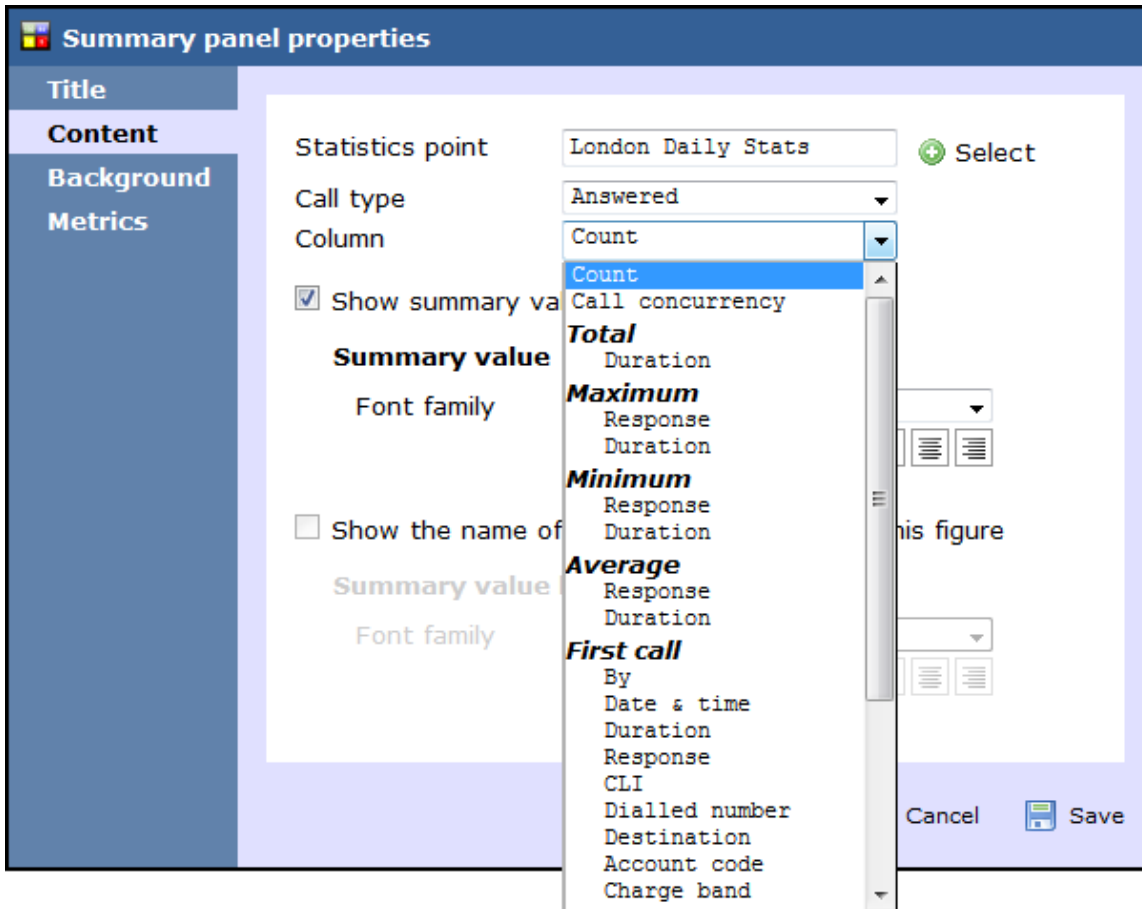 Summary panel properties
Title
Content
Background
Metrics
Statistics point London Daily Stats Select
Call type Answered
Column Count
Count
Show summary va Call concurrency
Total
Summary value Duration
Maximum
Font family Response
Duration
Minimum
Response
Show the name of Duration his figure
Average
Summary value Response
Font family Duration
First call
By
Date & time
Duration
Response
CLI
Dialled number
Destination
Account code
Charge band
Cancel Save